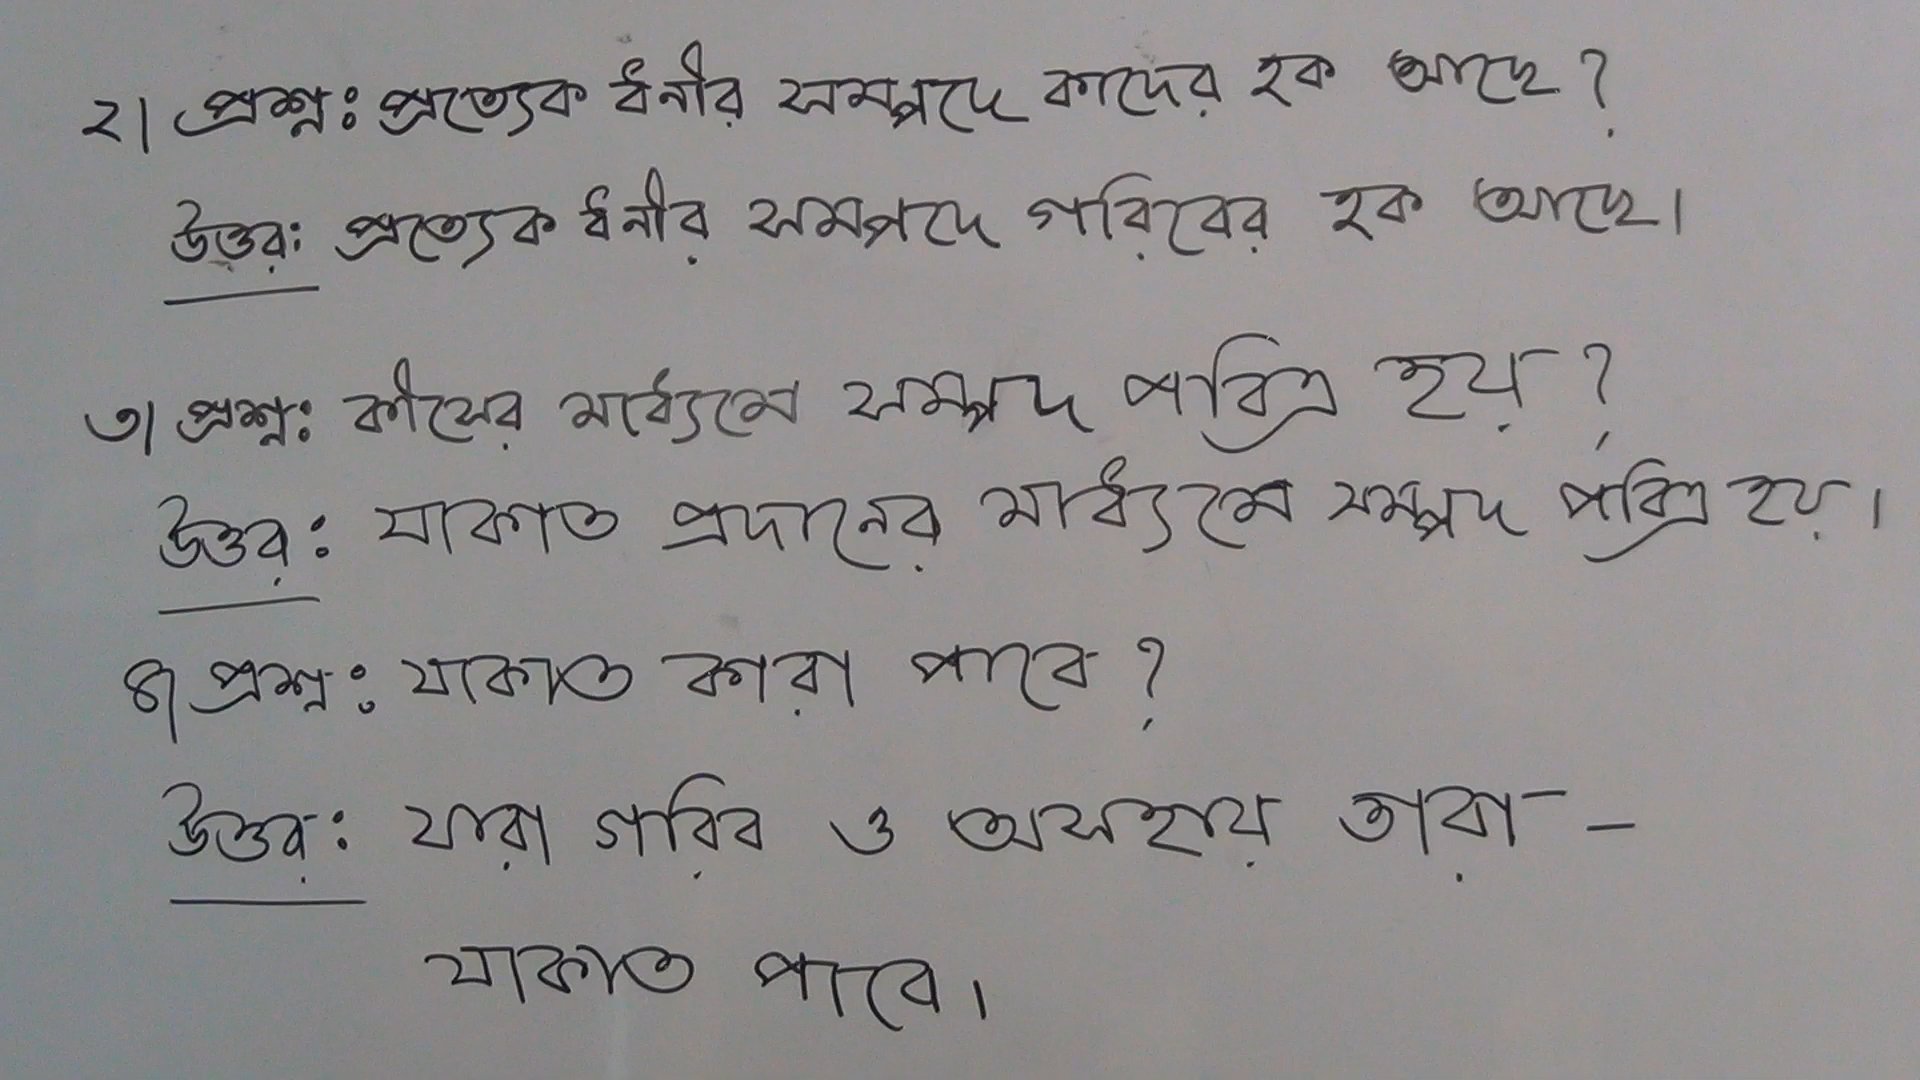 ২। প্রশ্ন: প্রত্যেক ধনীর সম্পদে কাদের হক আছে?
উত্তর: প্রত্যেক ধনীর সম্পদে গরিবের হক আছে।
৩। প্রশ্ন: কীসের মাধ্যমে সম্পদ পবিত্র হয়?
উত্তর: যাকাত প্রদানের মাধ্যমে সম্পদ পবিত্র হয়।
৪। প্রশ্ন: যাকাত কারা পাবে?
উত্তর: যারা গরিব ও অসহায় তারা -
যাকাত পাবে।